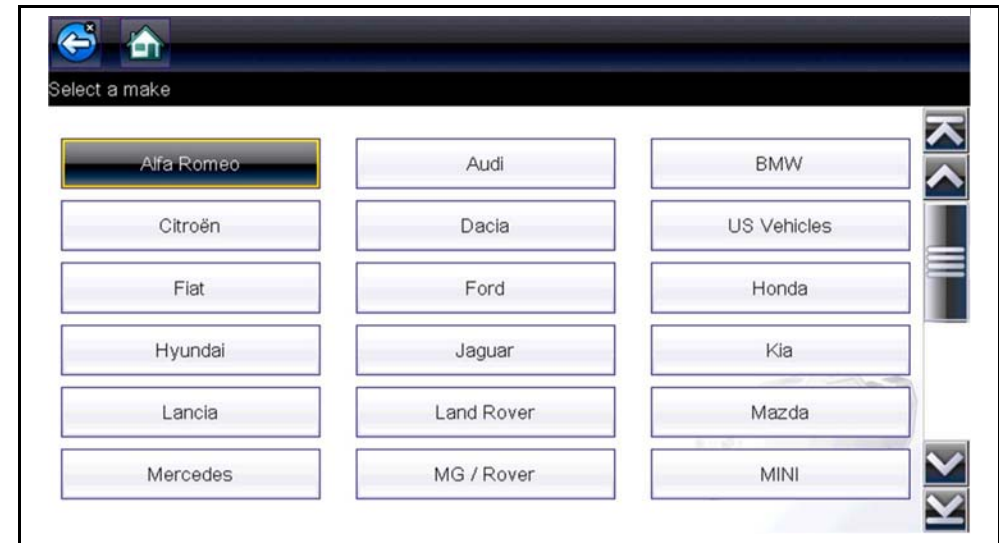 Select a make
Alfa Romeo Audi BMW
Citroën Dacia US Vehicles
Fiat Ford Honda
Hyundai Jaguar Kia
Lancia Land Rover Mazda
Mercedes MG / Rover MINI